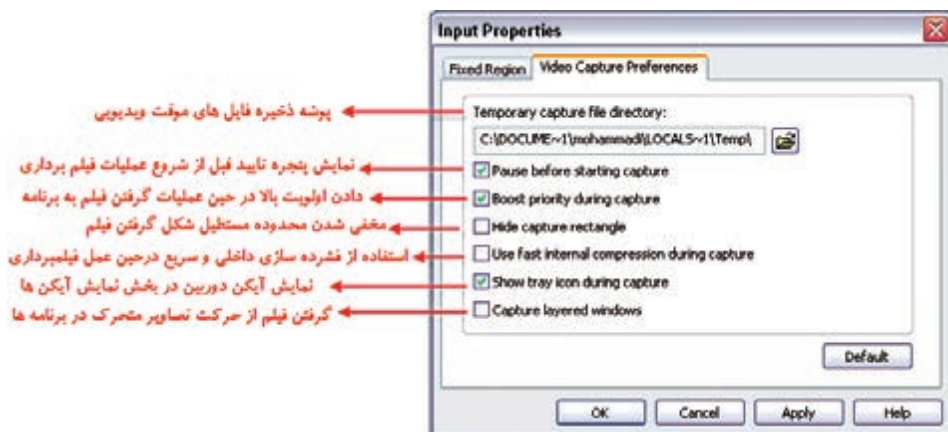 Input Properties
Fixed Region
Video Capture Preferences
Temporary capture file directory:
پوشه ذخیره فایل های موقت ویدیویی
C:\DOCUME~1\mohammadi\LOCALS~1\Temp\
Pause before starting capture
نمایش پنجره تایید قبل از شروع عملیات فیلم برداری
Boost priority during capture
دادن اولویت بالا در حین عملیات گرفتن فیلم به برنامه
Hide capture rectangle
مخفی شدن محدوده مستطیل شکل گرفتن فیلم
Use fast internal compression during capture
استفاده از فشرده سازی داخلی و سریع درحین عمل فیلمبرداری
Show tray icon during capture
نمایش آیکن دوربین در بخش نمایش آیکن ها
Capture layered windows
گرفتن فیلم از حرکت تصاویر متحرک در برنامه ها
Default
OK
Cancel
Apply
Help